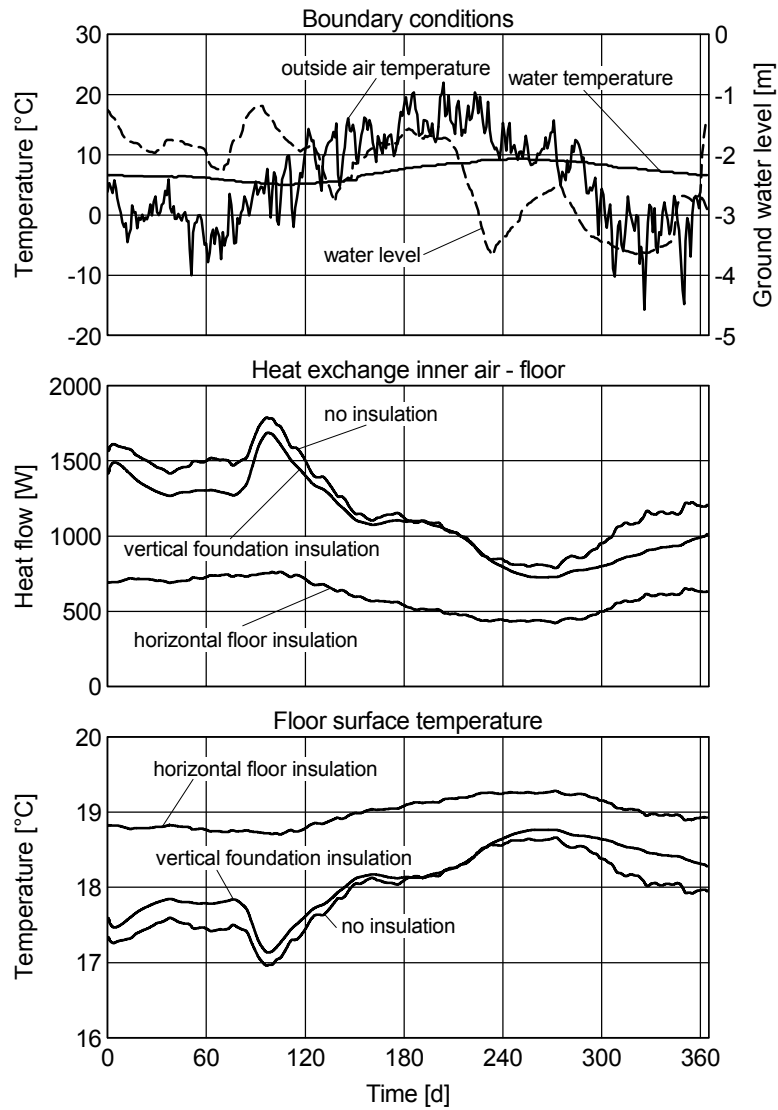 Boundary conditions
30
20
10
0
-10
-20
Temperature [°C]
0
-1
-2
-3
-4
-5
Ground water level [m]
outside air temperature
water temperature
water level
Heat exchange inner air - floor
2000
1500
1000
500
0
Heat flow [W]
no insulation
vertical foundation insulation
horizontal floor insulation
Floor surface temperature
20
19
18
17
16
Temperature [°C]
horizontal floor insulation
vertical foundation insulation
no insulation
0 60 120 180 240 300 360
Time [d]